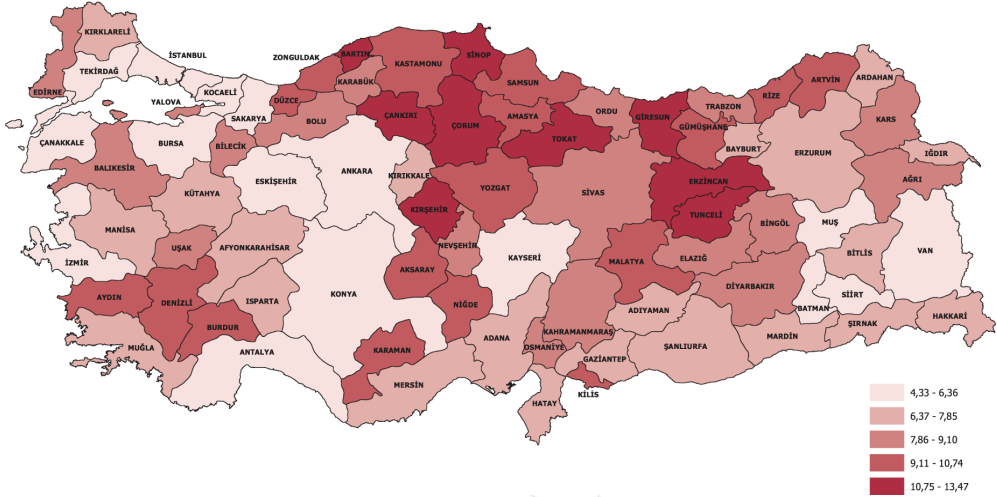 KIRKLARELİ
İSTANBUL
TEKİRDAĞ
EDİRNE
ZONGULDAK
BARTIN
KASTAMONU
SİNOP
SAMSUN
KARABÜK
KOCAELİ
YALOVA
SAKARYA
DÜZCE
BOLU
ÇANKIRI
ÇORUM
AMASYA
TOKAT
ORDU
GİRESUN
TRABZON
GÜMÜŞHANE
RİZE
ARTVİN
ARDAHAN
KARS
BAYBURT
ERZURUM
IĞDIR
AĞRI
ÇANAKKALE
BURSA
BİLECİK
BALIKESİR
KÜTAHYA
ESKİŞEHİR
ANKARA
KIRIKKALE
KIRŞEHİR
YOZGAT
SİVAS
ERZİNCAN
TUNCELİ
BİNGÖL
MUŞ
BİTLİS
VAN
MANİSA
UŞAK
AFYONKARAHİSAR
NEVŞEHİR
KAYSERİ
MALATYA
ELAZIĞ
DİYARBAKIR
BATMAN
SİİRT
İZMİR
AYDIN
DENİZLİ
ISPARTA
BURDUR
KONYA
AKSARAY
NİĞDE
ADIYAMAN
ŞIRNAK
HAKKARİ
MUĞLA
ANTALYA
KARAMAN
MERSİN
ADANA
KAHRAMANMARAŞ
OSMANİYE
GAZİANTEP
KİLİS
HATAY
ŞANLIURFA
MARDİN
4,33 - 6,36
6,37 - 7,85
7,86 - 9,10
9,11 - 10,74
10,75 - 13,47